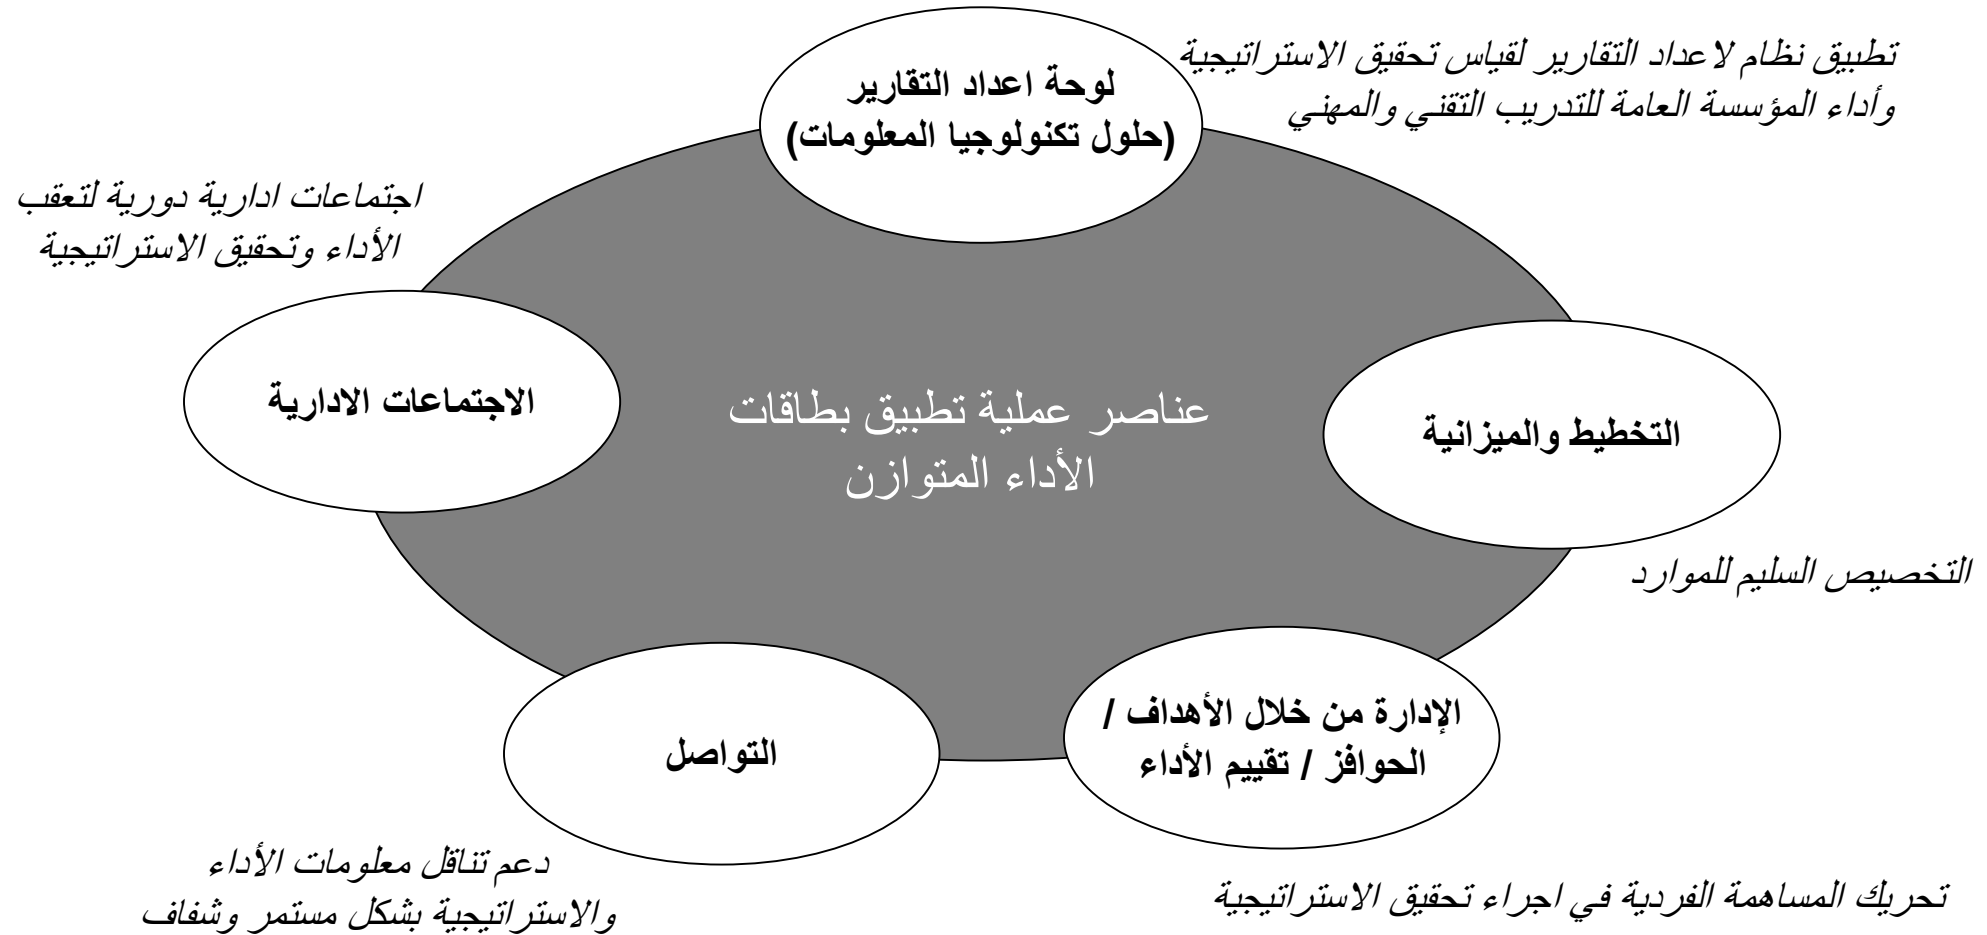 لوحة اعداد التقارير
(حلول تكنولوجيا المعلومات)
تطبيق نظام لاعداد التقارير لقياس تحقيق الاستراتيجية
وأداء المؤسسة العامة للتدريب التقني والمهني
اجتماعات ادارية دورية لتعقب
الأداء وتحقيق الاستراتيجية
الاجتماعات الادارية
عناصر عملية تطبيق بطاقات
الأداء المتوازن
التخطيط والميزانية
التخصيص السليم للموارد
الإدارة من خلال الأهداف /
الحوافز / تقييم الأداء
تحريك المساهمة الفردية في اجراء تحقيق الاستراتيجية
التواصل
دعم تناقل معلومات الأداء
والاستراتيجية بشكل مستمر وشفاف